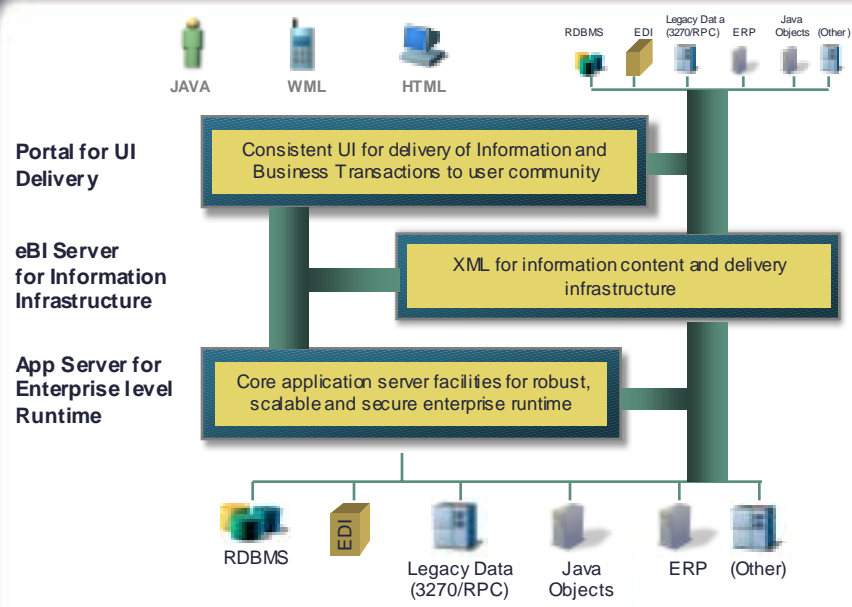 JAVA
WML
HTML
RDBMS
EDI
Legacy Data
(3270/RPC)
ERP
Java
Objects
(Other)
Portal for UI
Delivery
Consistent UI for delivery of Information and
Business Transactions to user community
eBI Server
for Information
Infrastructure
XML for information content and delivery
infrastructure
App Server for
Enterprise level
Runtime
Core application server facilities for robust,
scalable and secure enterprise runtime
RDBMS
EDI
Legacy Data
(3270/RPC)
Java
Objects
ERP
(Other)